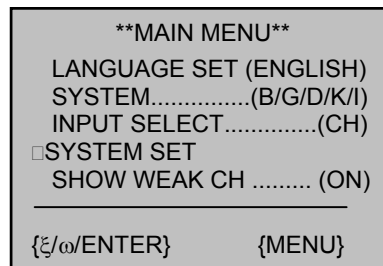 **MAIN MENU**
LANGUAGE SET (ENGLISH)
SYSTEM...............(B/G/D/K/I)
INPUT SELECT..............(CH)
□SYSTEM SET
SHOW WEAK CH ......... (ON)
{ξ/ω/ENTER} {MENU}